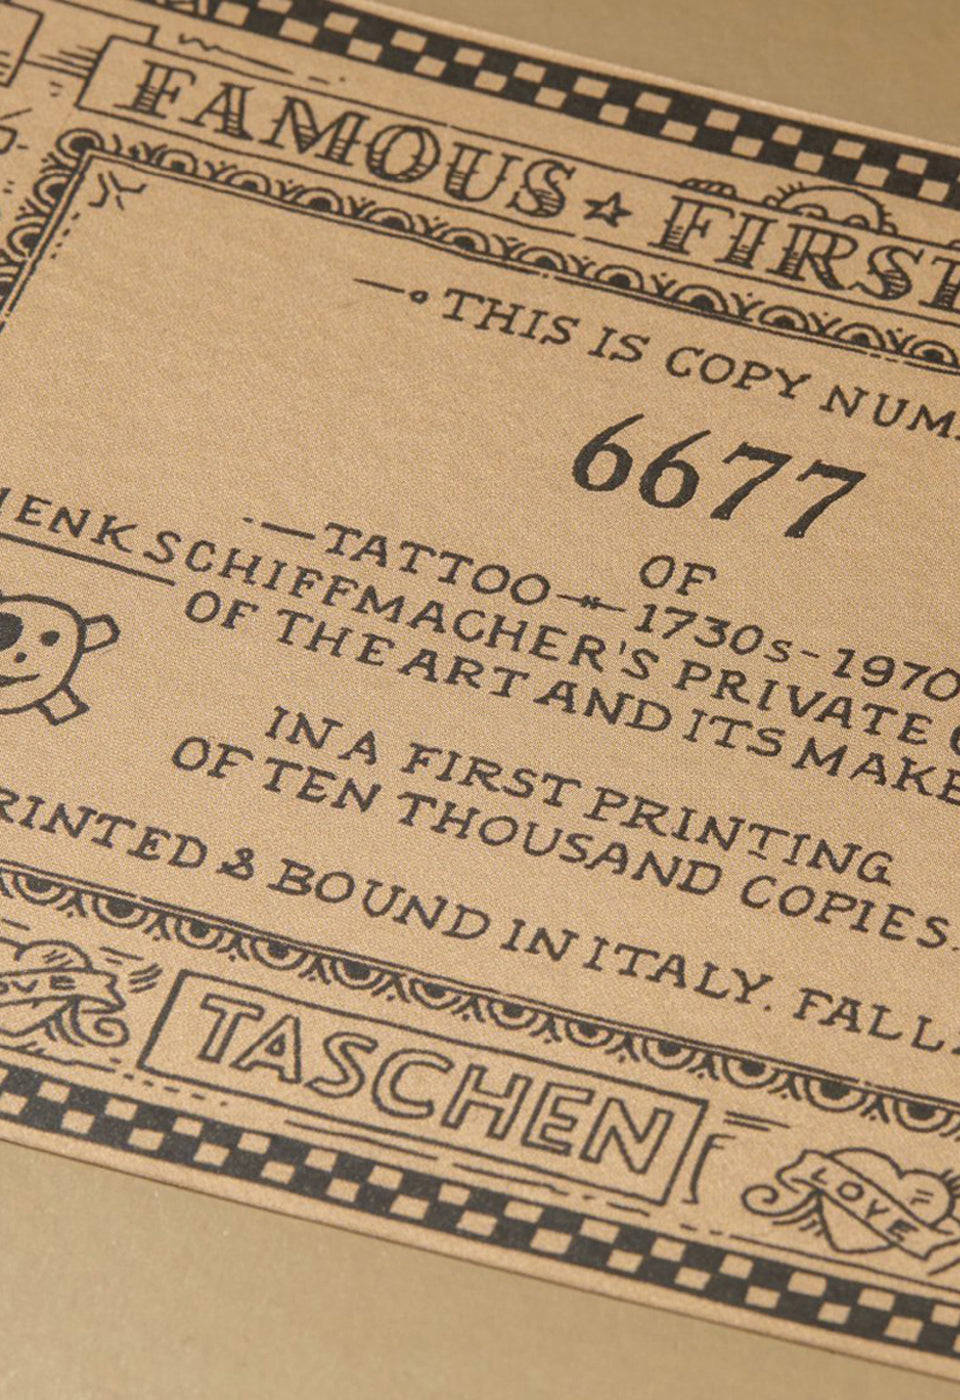 FAMOUS ★ FIRST
THIS IS COPY NUM
6677
OF
TATTOO 1730s-1970
HENK SCHIFFMACHER'S PRIVATE
OF THE ART AND ITS MAKE
IN A FIRST PRINTING
OF TEN THOUSAND COPIES.
RINTED & BOUND IN ITALY. FALL
TASCHEN
LOVE